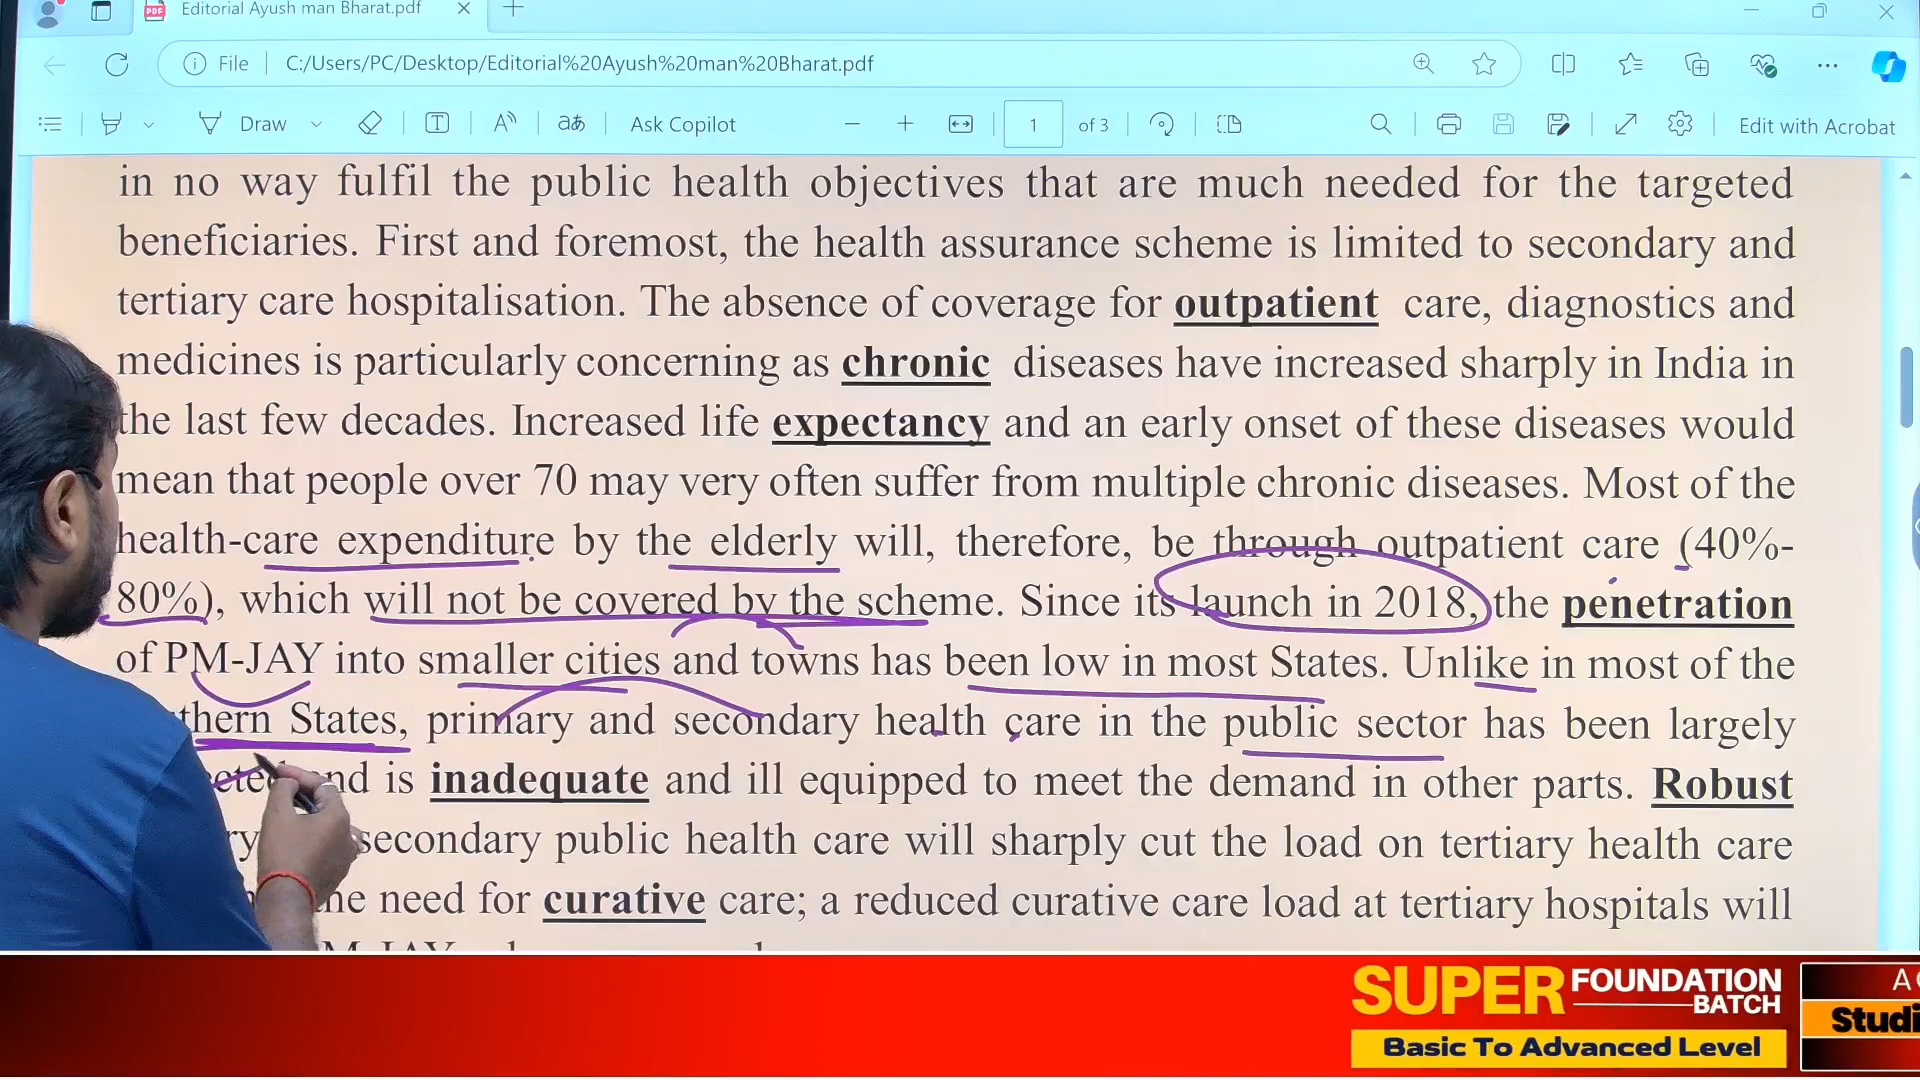 Editorial Ayush man Bharat.pdf
File
C:/Users/PC/Desktop/Editorial%20Ayush%20man%20Bharat.pdf
Draw
Ask Copilot
1 of 3
Edit with Acrobat
in no way fulfil the public health objectives that are much needed for the targeted
beneficiaries. First and foremost, the health assurance scheme is limited to secondary and
tertiary care hospitalisation. The absence of coverage for outpatient care, diagnostics and
medicines is particularly concerning as chronic diseases have increased sharply in India in
the last few decades. Increased life expectancy and an early onset of these diseases would
mean that people over 70 may very often suffer from multiple chronic diseases. Most of the
health-care expenditure by the elderly will, therefore, be through outpatient care (40%-
80%), which will not be covered by the scheme. Since its launch in 2018, the penetration
of PM-JAY into smaller cities and towns has been low in most States. Unlike in most of the
thern States, primary and secondary health care in the public sector has been largely
and is inadequate and ill equipped to meet the demand in other parts. Robust
secondary public health care will sharply cut the load on tertiary health care
the need for curative care; a reduced curative care load at tertiary hospitals will
SUPER FOUNDATION BATCH
Basic To Advanced Level
Studi